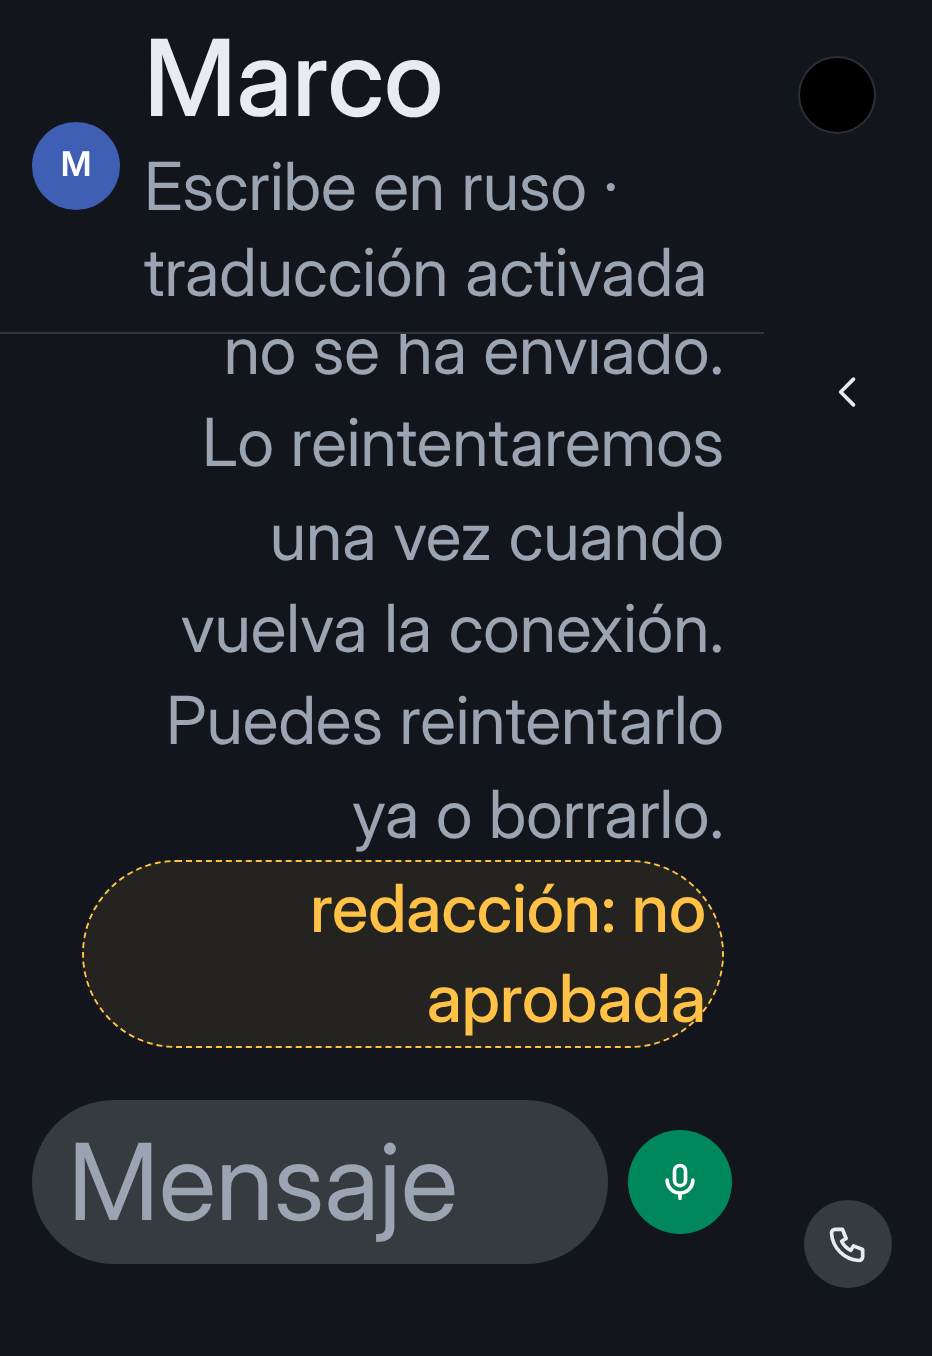 Marco
M
Escribe en ruso ·
traducción activada
no se ha enviado.
Lo reintentaremos
una vez cuando
vuelva la conexión.
Puedes reintentarlo
ya o borrarlo.
redacción: no
aprobada
Mensaje